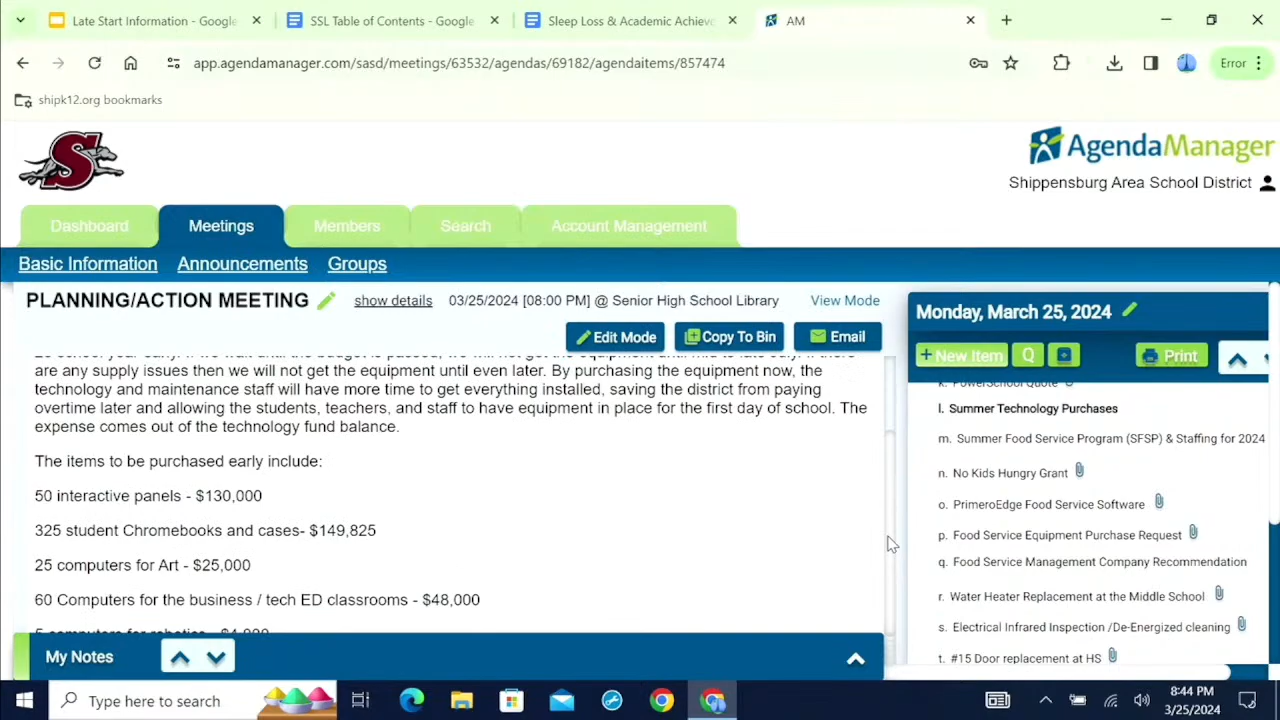 Late Start Information - Google
SSL Table of Contents - Google
Sleep Loss & Academic Achieve
AM
app.agendamanager.com/sasd/meetings/63532/agendas/69182/agendaitems/857474
Error
shipk12.org bookmarks
S
AgendaManager
Shippensburg Area School District
Dashboard
Meetings
Members
Search
Account Management
Basic Information
Announcements
Groups
PLANNING/ACTION MEETING
show details
03/25/2024 [08:00 PM] @ Senior High School Library
View Mode
Edit Mode
Copy To Bin
Email
are any supply issues then we will not get the equipment until even later. By purchasing the equipment now, the
technology and maintenance staff will have more time to get everything installed, saving the district from paying
overtime later and allowing the students, teachers, and staff to have equipment in place for the first day of school. The
expense comes out of the technology fund balance.
The items to be purchased early include:
50 interactive panels - $130,000
325 student Chromebooks and cases- $149,825
25 computers for Art - $25,000
60 Computers for the business / tech ED classrooms - $48,000
5 computers for robotics
My Notes
Monday, March 25, 2024
+ New Item
Q
Print
k. PowerSchool Quote
l. Summer Technology Purchases
m. Summer Food Service Program (SFSP) & Staffing for 2024
n. No Kids Hungry Grant
o. PrimeroEdge Food Service Software
p. Food Service Equipment Purchase Request
q. Food Service Management Company Recommendation
r. Water Heater Replacement at the Middle School
s. Electrical Infrared Inspection /De-Energized cleaning
t. #15 Door replacement at HS
Type here to search
8:44 PM
3/25/2024